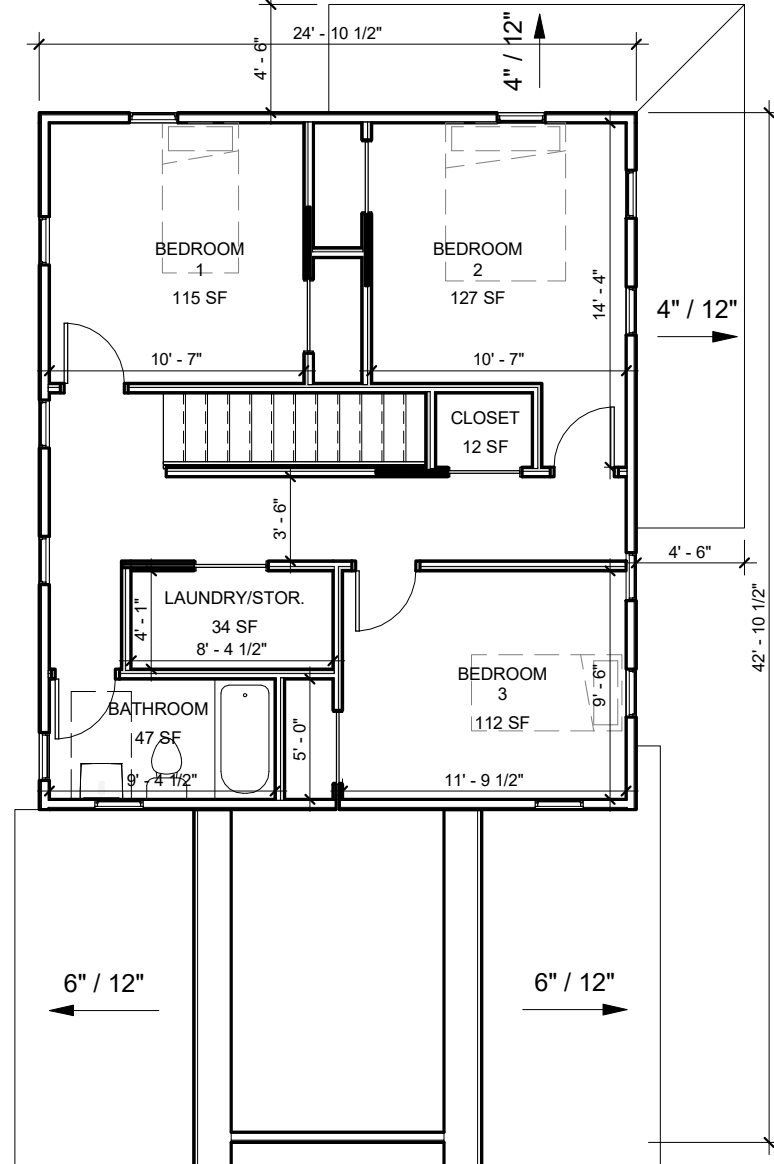 24' - 10 1/2"
4' - 6"
4" / 12"
BEDROOM
1
115 SF
BEDROOM
2
127 SF
14' - 4"
4" / 12"
10' - 7"
10' - 7"
CLOSET
12 SF
3' - 6"
4' - 6"
42' - 10 1/2"
LAUNDRY/STOR.
34 SF
8' - 4 1/2"
4' - 1"
BEDROOM
3
112 SF
9' - 6"
BATHROOM
47 SF
9' - 4 1/2"
5' - 0"
11' - 9 1/2"
6" / 12"
6" / 12"